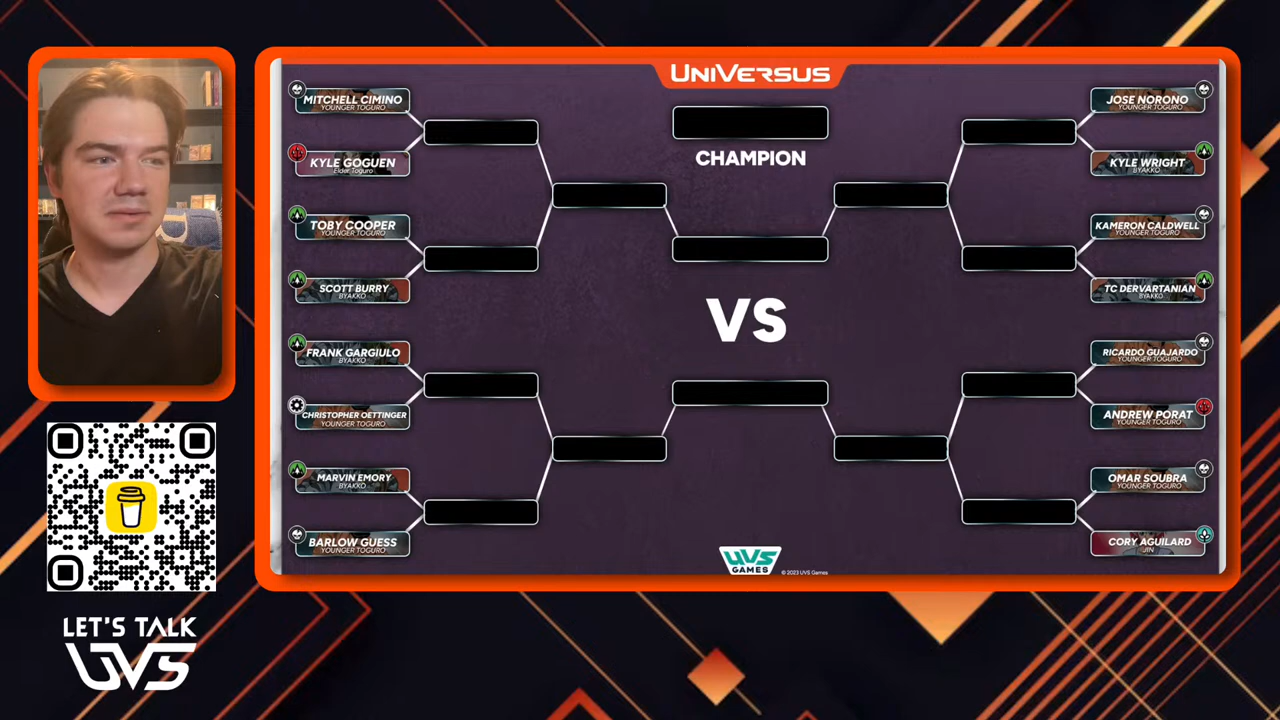 UNIVERSUS
MITCHELL CIMINO
YOUNGER TOGURO
KYLE GOGUEN
Elder Toguro
TOBY COOPER
YOUNGER TOGURO
SCOTT BURRY
BYAKKO
FRANK GARGIULO
BYAKKO
CHRISTOPHER OETTINGER
YOUNGER TOGURO
MARVIN EMORY
BYAKKO
BARLOW GUESS
YOUNGER TOGURO
CHAMPION
VS
JOSE NORONO
YOUNGER TOGURO
KYLE WRIGHT
BYAKKO
KAMERON CALDWELL
YOUNGER TOGURO
TC DERVARTANIAN
BYAKKO
RICARDO GUAJARDO
YOUNGER TOGURO
ANDREW PORAT
YOUNGER TOGURO
OMAR SOUBRA
YOUNGER TOGURO
CORY AGUILARD
JIN
UVS
GAMES
© 2023 UVS Games
LET'S TALK
UVS